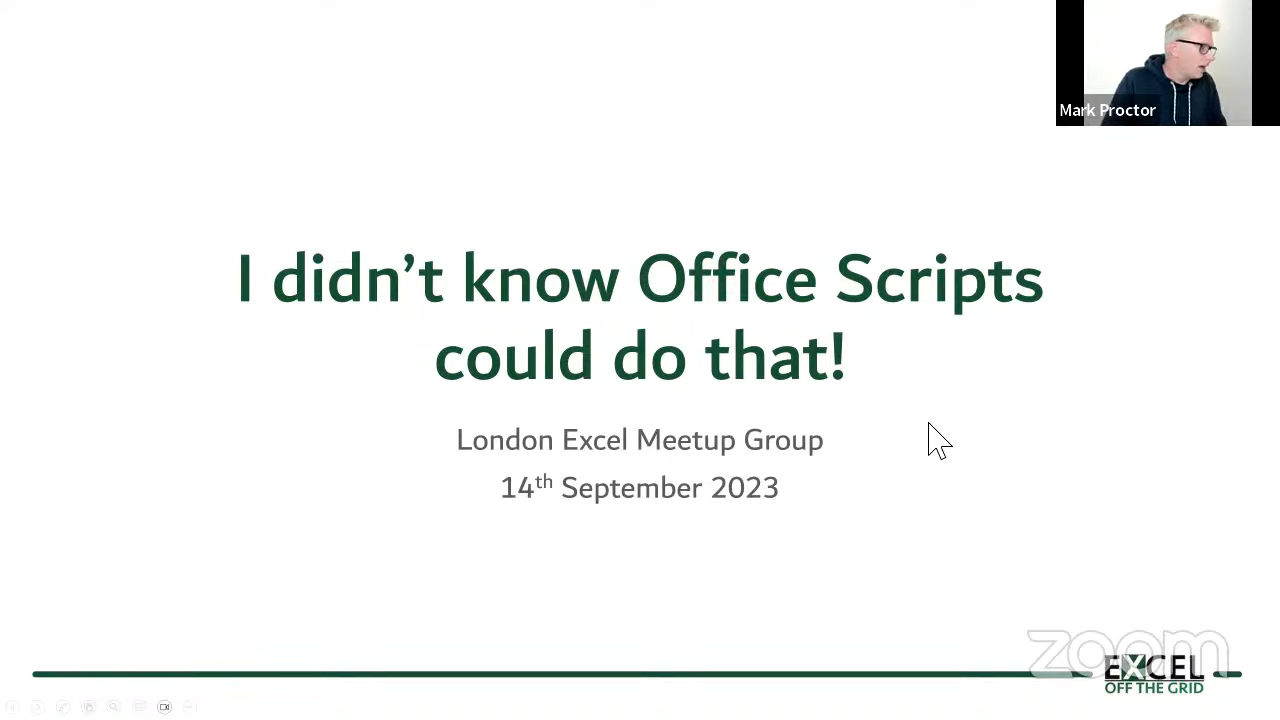 Mark Proctor
I didn’t know Office Scripts
could do that!
London Excel Meetup Group
14th September 2023
zoom
EXCEL
OFF THE GRID